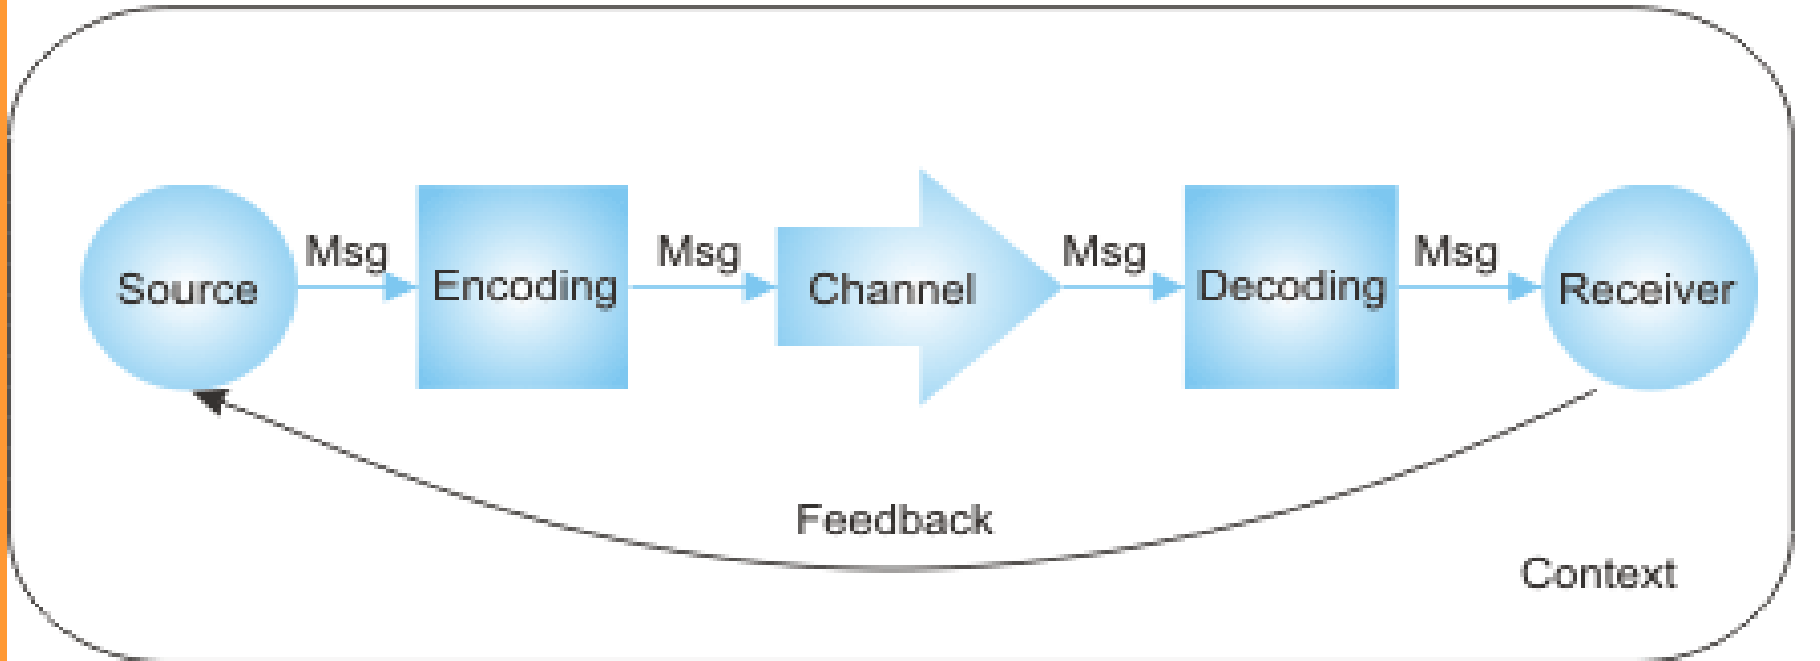 Msg Msg Msg Msg
Source Encoding Channel Decoding Receiver
Feedback
Context